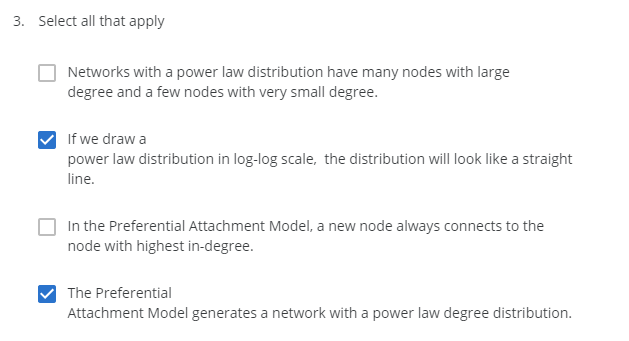 3. Select all that apply
Networks with a power law distribution have many nodes with large
degree and a few nodes with very small degree.
If we draw a
power law distribution in log-log scale, the distribution will look like a straight
line.
In the Preferential Attachment Model, a new node always connects to the
node with highest in-degree.
The Preferential
Attachment Model generates a network with a power law degree distribution.